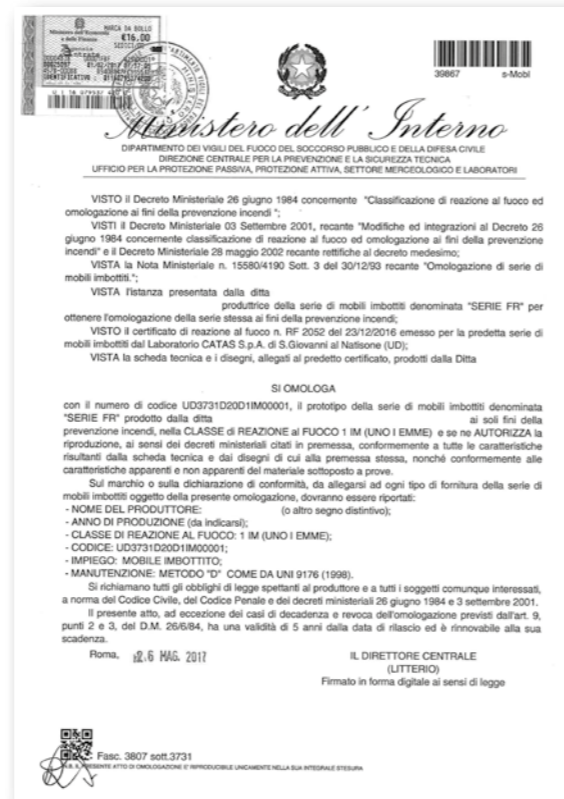 MARCA DA BOLLO
Ministero dell'Economia
e delle Finanze
€16,00
SEDICI/00
39867 s-Mobl
Ministero dell' Interno
DIPARTIMENTO DEI VIGILI DEL FUOCO DEL SOCCORSO PUBBLICO E DELLA DIFESA CIVILE
DIREZIONE CENTRALE PER LA PREVENZIONE E LA SICUREZZA TECNICA
UFFICIO PER LA PROTEZIONE PASSIVA, PROTEZIONE ATTIVA, SETTORE MERCEOLOGICO E LABORATORI
VISTO il Decreto Ministeriale 26 giugno 1984 concernente "Classificazione di reazione al fuoco ed
omologazione ai fini della prevenzione incendi ";
VISTI il Decreto Ministeriale 03 Settembre 2001, recante "Modifiche ed integrazioni al Decreto 26
giugno 1984 concernente classificazione di reazione al fuoco ed omologazione ai fini della prevenzione
incendi" e il Decreto Ministeriale 28 maggio 2002 recante rettifiche al decreto medesimo;
VISTA la Nota Ministeriale n. 15580/4190 Sott. 3 del 30/12/93 recante "Omologazione di serie di
mobili imbottiti.";
VISTA l'istanza presentata dalla ditta
produttrice della serie di mobili imbottiti denominata "SERIE FR" per
ottenere l'omologazione della serie stessa ai fini della prevenzione incendi;
VISTO il certificato di reazione al fuoco n. RF 2052 del 23/12/2016 emesso per la predetta serie di
mobili imbottiti dal Laboratorio CATAS S.p.A. di S.Giovanni al Natisone (UD);
VISTA la scheda tecnica e i disegni, allegati al predetto certificato, prodotti dalla Ditta
SI OMOLOGA
con il numero di codice UD3731D20D1IM00001, il prototipo della serie di mobili imbottiti denominata
"SERIE FR" prodotto dalla ditta ai soli fini della
prevenzione incendi, nella CLASSE di REAZIONE al FUOCO 1 IM (UNO I EMME) e se ne AUTORIZZA la
riproduzione, ai sensi dei decreti ministeriali citati in premessa, conformemente a tutte le caratteristiche
risultanti dalla scheda tecnica e dai disegni di cui alla premessa stessa, nonché conformemente alle
caratteristiche apparenti e non apparenti del materiale sottoposto a prove.
Sul marchio o sulla dichiarazione di conformità, da allegarsi ad ogni tipo di fornitura della serie di
mobili imbottiti oggetto della presente omologazione, dovranno essere riportati:
- NOME DEL PRODUTTORE: (o altro segno distintivo);
- ANNO DI PRODUZIONE (da indicarsi);
- CLASSE DI REAZIONE AL FUOCO: 1 IM (UNO I EMME);
- CODICE: UD3731D20D1IM00001;
- IMPIEGO: MOBILE IMBOTTITO;
- MANUTENZIONE: METODO "D" COME DA UNI 9176 (1998).
Si richiamano tutti gli obblighi di legge spettanti al produttore e a tutti i soggetti comunque interessati,
a norma del Codice Civile, del Codice Penale e dei decreti ministeriali 26 giugno 1984 e 3 settembre 2001.
Il presente atto, ad eccezione dei casi di decadenza e revoca dell'omologazione previsti dall'art. 9,
punti 2 e 3, del D.M. 26/6/84, ha una validità di 5 anni dalla data di rilascio ed è rinnovabile alla sua
scadenza.
Roma, 26 MAG. 2017
IL DIRETTORE CENTRALE
(LITTERIO)
Firmato in forma digitale ai sensi di legge
Fasc. 3807 sott.3731
N.B. IL PRESENTE ATTO DI OMOLOGAZIONE E' RIPRODUCIBILE UNICAMENTE NELLA SUA INTEGRALE STESURA